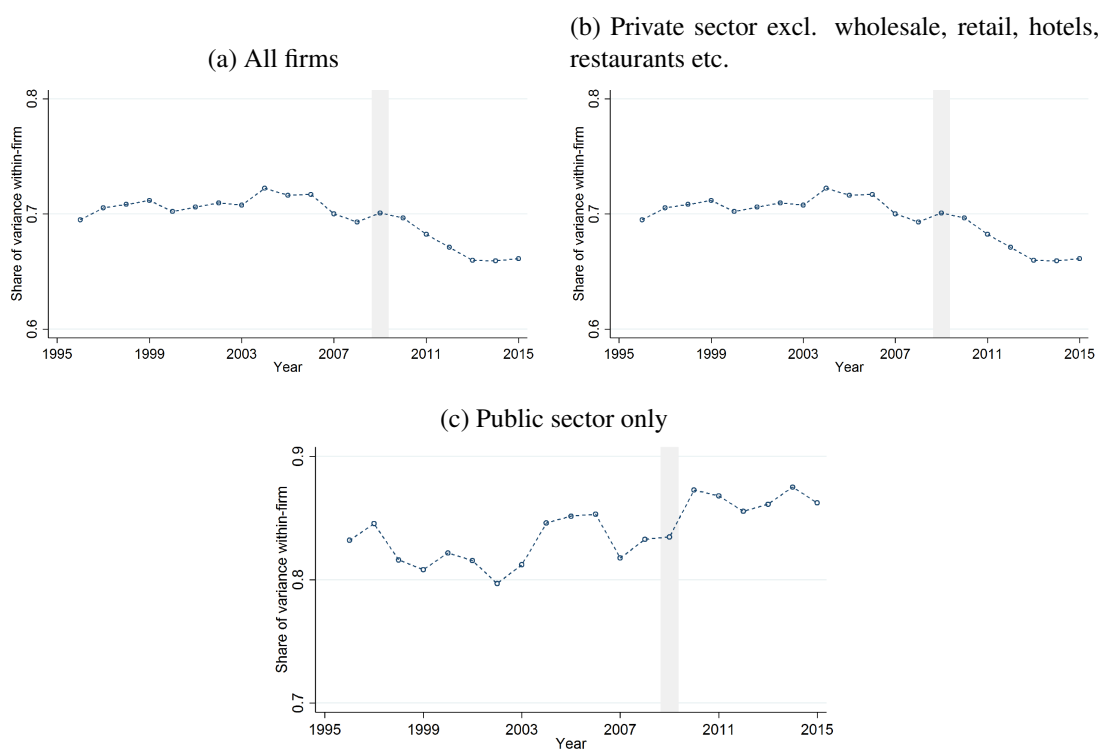 (a) All firms
(b) Private sector excl. wholesale, retail, hotels,
restaurants etc.
Share of variance within-firm
0.8
0.7
0.6
1995 1999 2003 2007 2011 2015
Year
Share of variance within-firm
0.8
0.7
0.6
1995 1999 2003 2007 2011 2015
Year
(c) Public sector only
Share of variance within-firm
0.9
0.8
0.7
1995 1999 2003 2007 2011 2015
Year